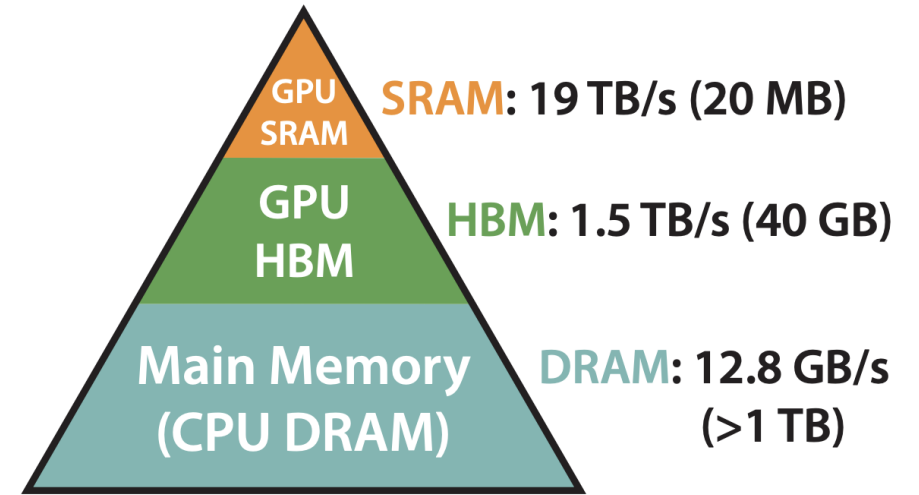 GPU
SRAM
SRAM: 19 TB/s (20 MB)
GPU
HBM
HBM: 1.5 TB/s (40 GB)
Main Memory
(CPU DRAM)
DRAM: 12.8 GB/s
(>1 TB)